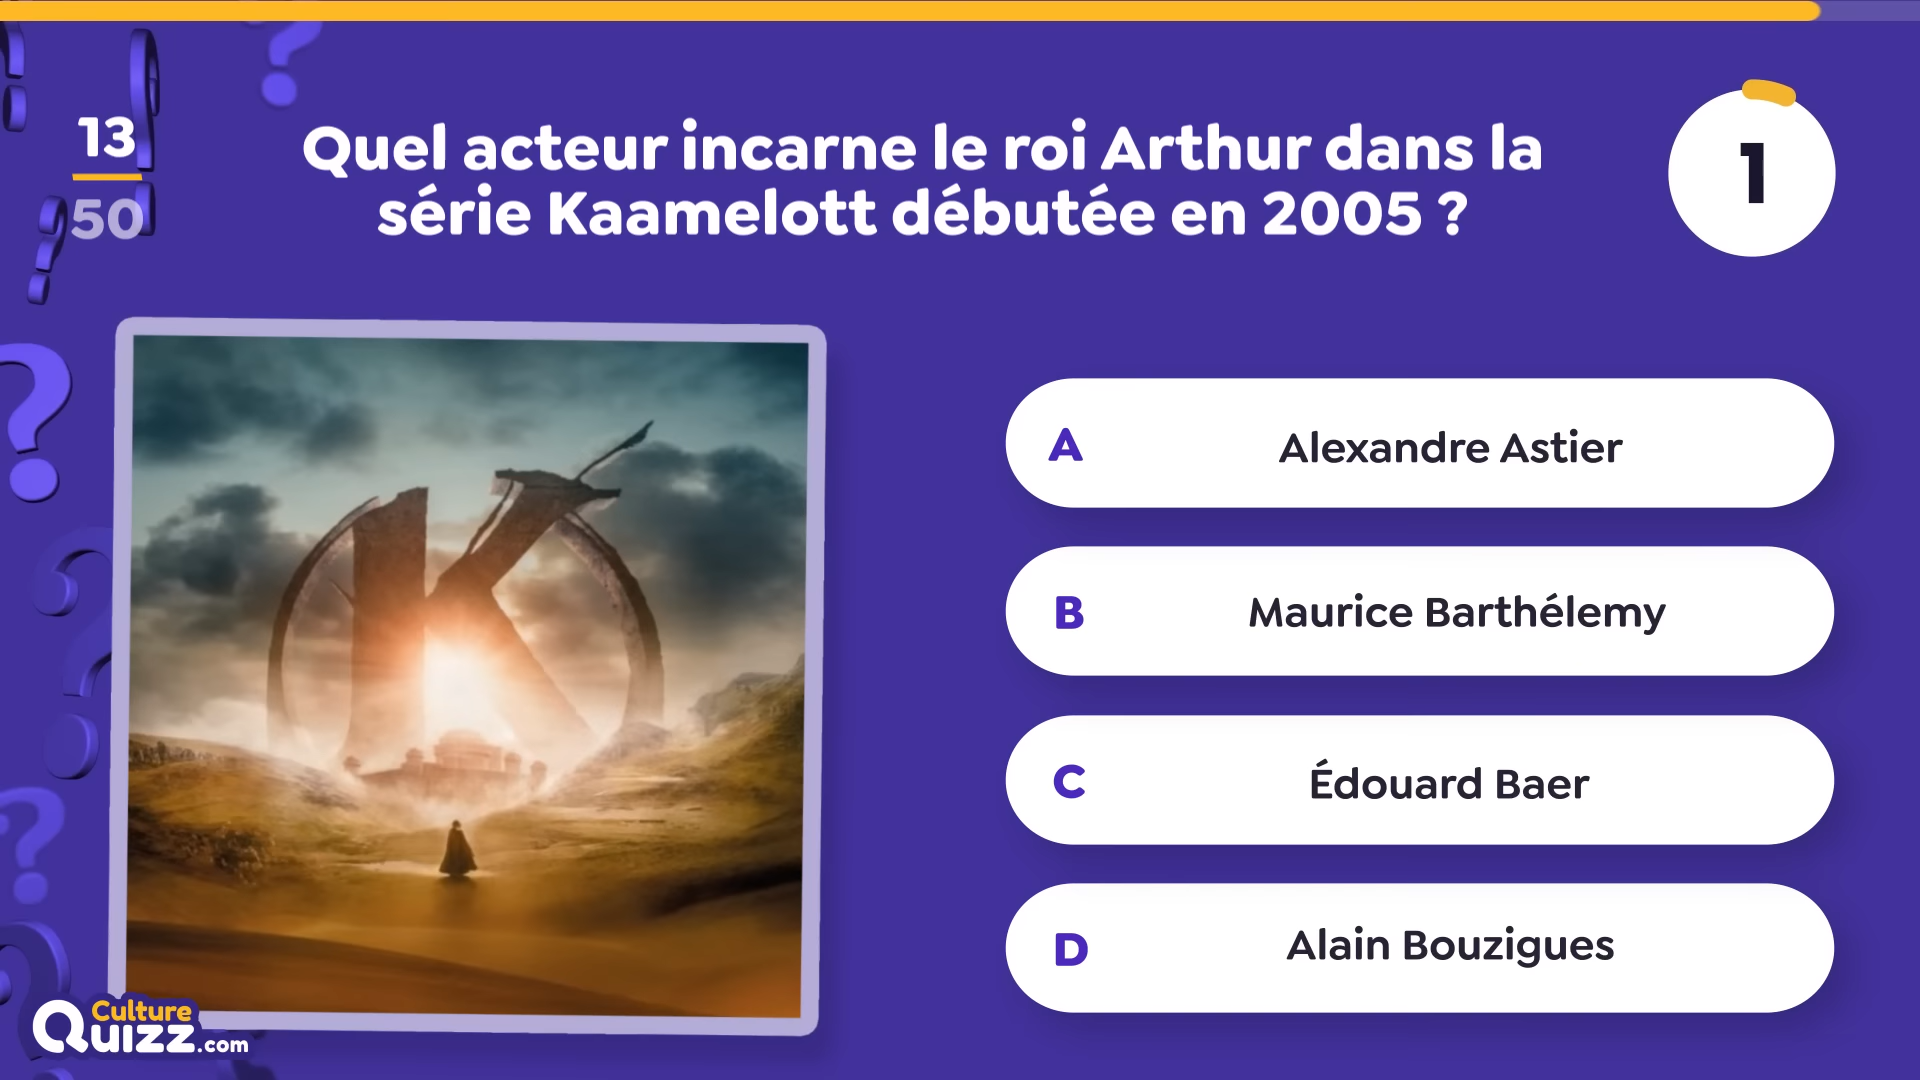 13
50
Quel acteur incarne le roi Arthur dans la
série Kaamelott débutée en 2005 ?
1
A Alexandre Astier
B Maurice Barthélemy
C Édouard Baer
D Alain Bouzigues
K
Culture
Quizz.com